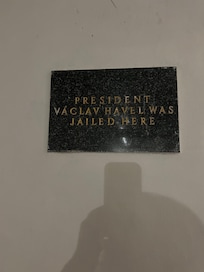 PRESIDENT
VÁCLAV HAVEL WAS
JAILED HERE